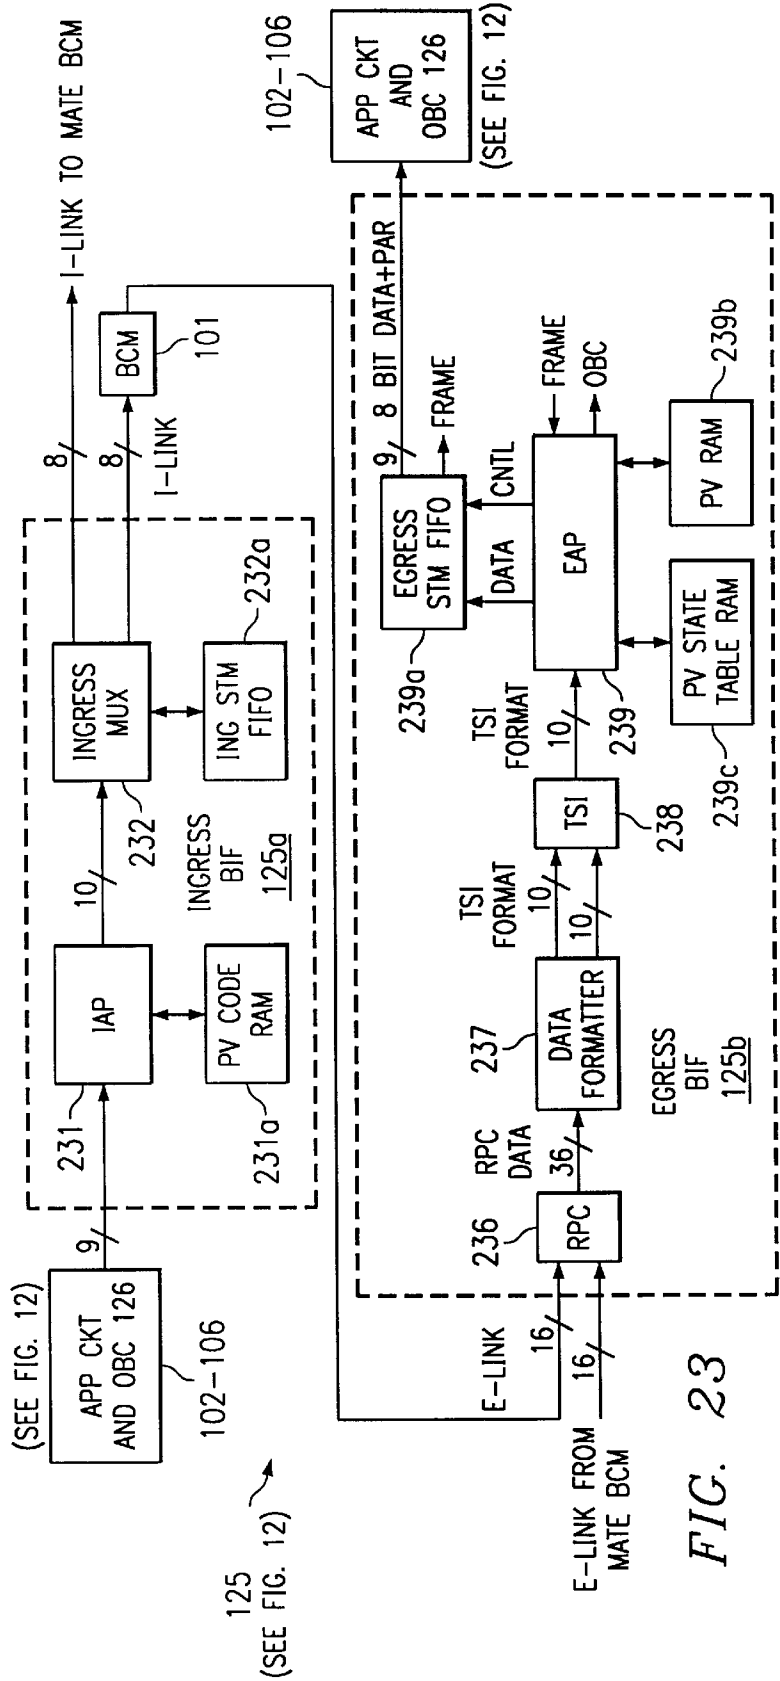 (SEE FIG. 12)
APP CKT
AND OBC 126
102-106
9
231
IAP
PV CODE
RAM
231a
10
INGRESS
MUX
232
ING STM
FIFO
232a
INGRESS
BIF
125a
8
I-LINK TO MATE BCM
8
I-LINK
BCM
101
125
(SEE FIG. 12)
E-LINK
16
16
E-LINK FROM
MATE BCM
236
RPC
RPC
DATA
36
237
DATA
FORMATTER
TSI
FORMAT
10
10
TSI
238
TSI
FORMAT
10
EAP
239
EGRESS
STM FIFO
239a
DATA
CNTL
FRAME
FRAME
OBC
PV STATE
TABLE RAM
239c
PV RAM
239b
9
8 BIT DATA+PAR
102-106
APP CKT
AND
OBC 126
(SEE FIG. 12)
EGRESS
BIF
125b
FIG. 23